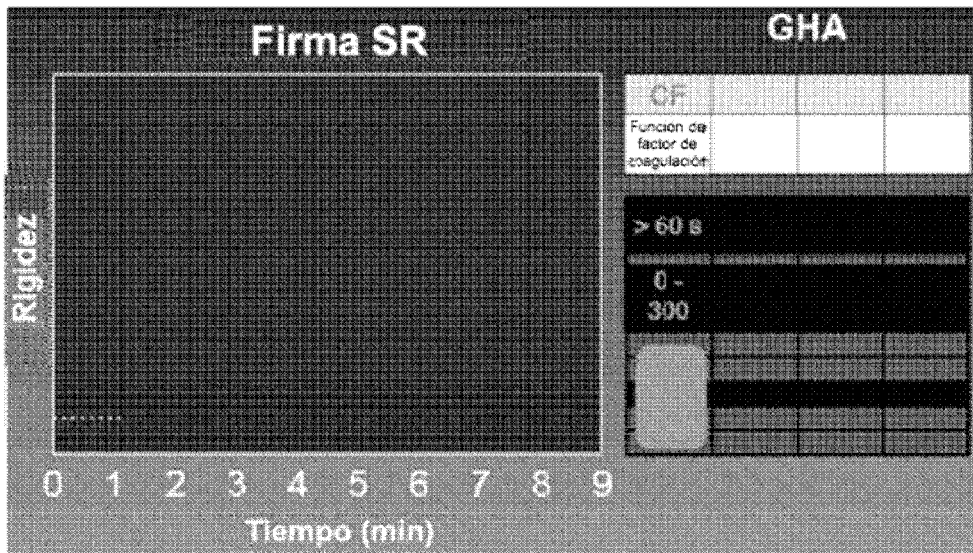 Firma SR
GHA
CF
Función de
factor de
coagulación
> 60 s
0 -
300
Rigidez
0 1 2 3 4 5 6 7 8 9
Tiempo (min)